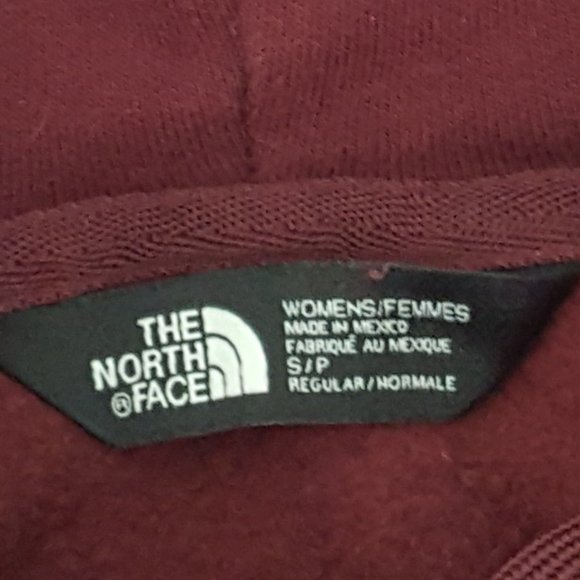 THE
NORTH
®FACE
WOMENS/FEMMES
MADE IN MEXICO
FABRIQUÉ AU MEXIQUE
S/P
REGULAR/NORMALE